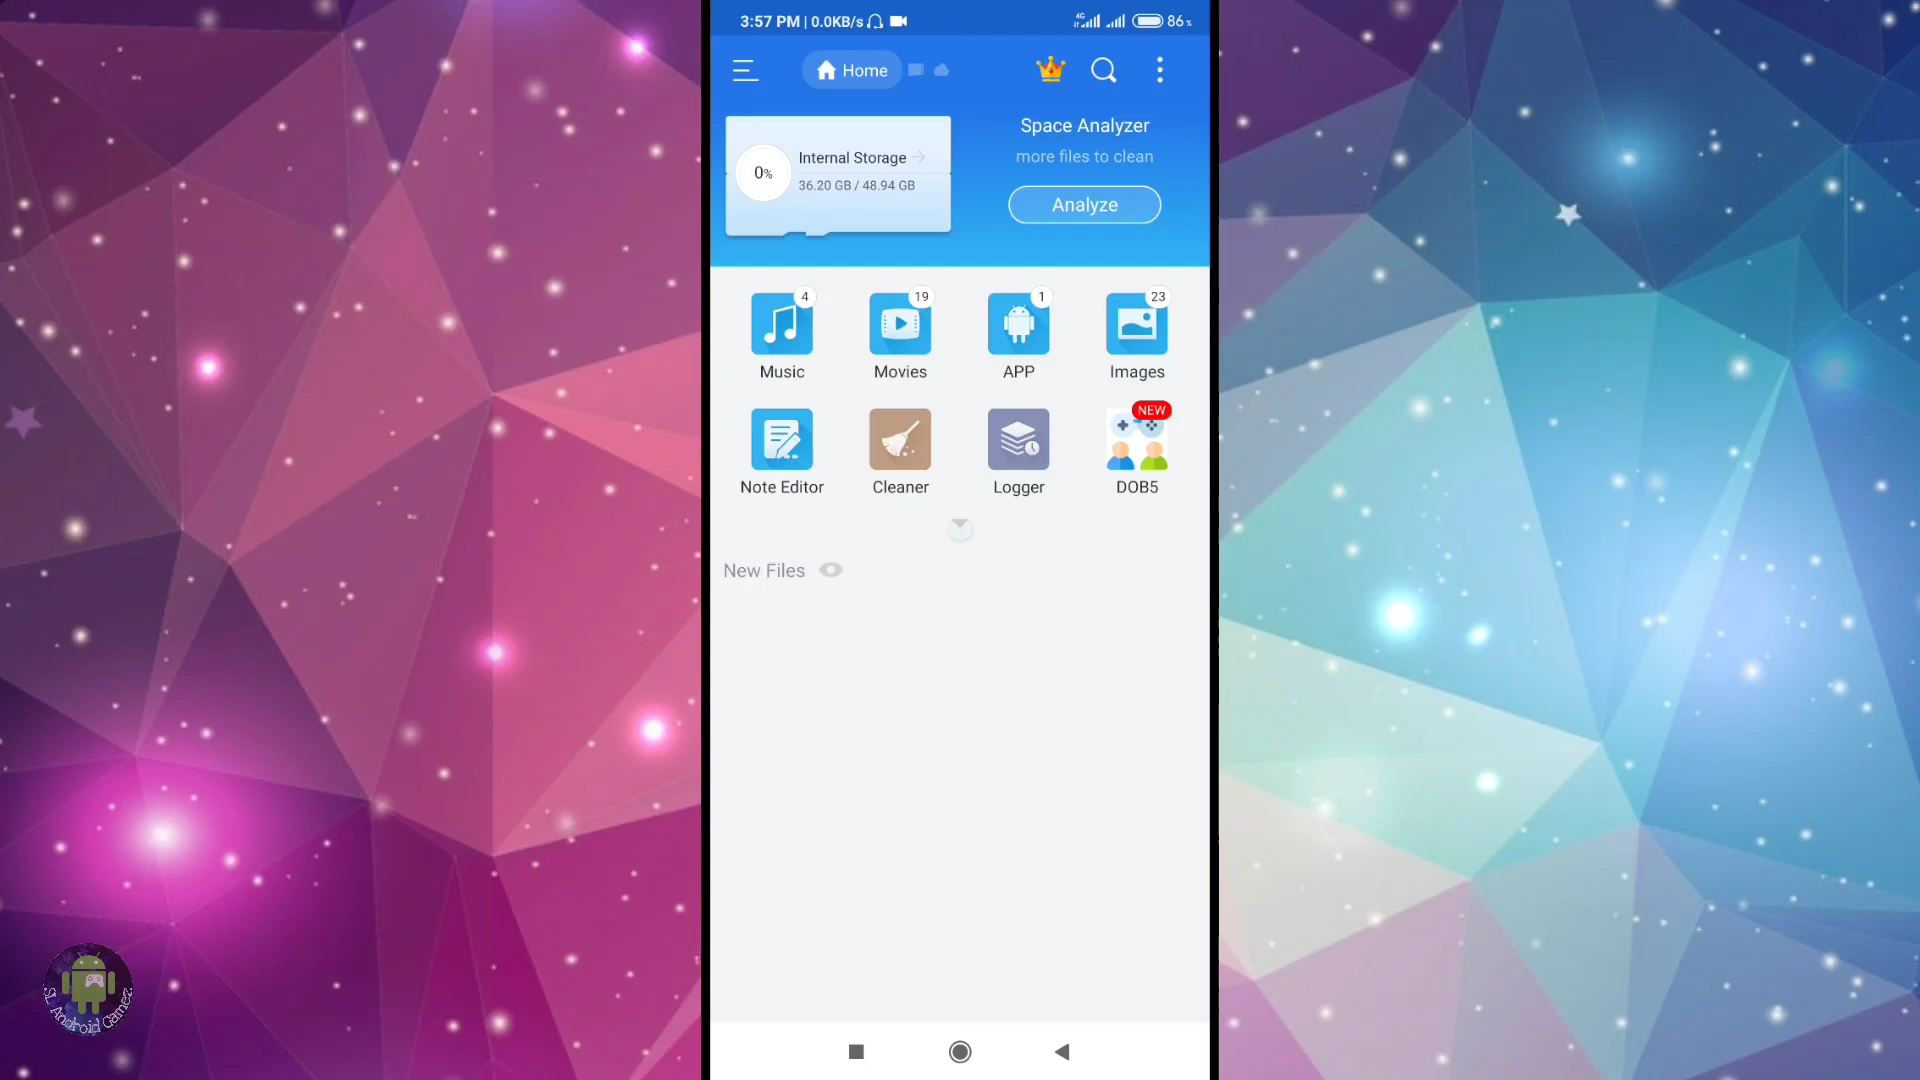 3:57 PM | 0.0KB/s
4G
86%
Home
Space Analyzer
more files to clean
Analyze
0%
Internal Storage
36.20 GB / 48.94 GB
4
19
1
23
Music
Movies
APP
Images
NEW
Note Editor
Cleaner
Logger
DOB5
New Files
SL Android Gamez